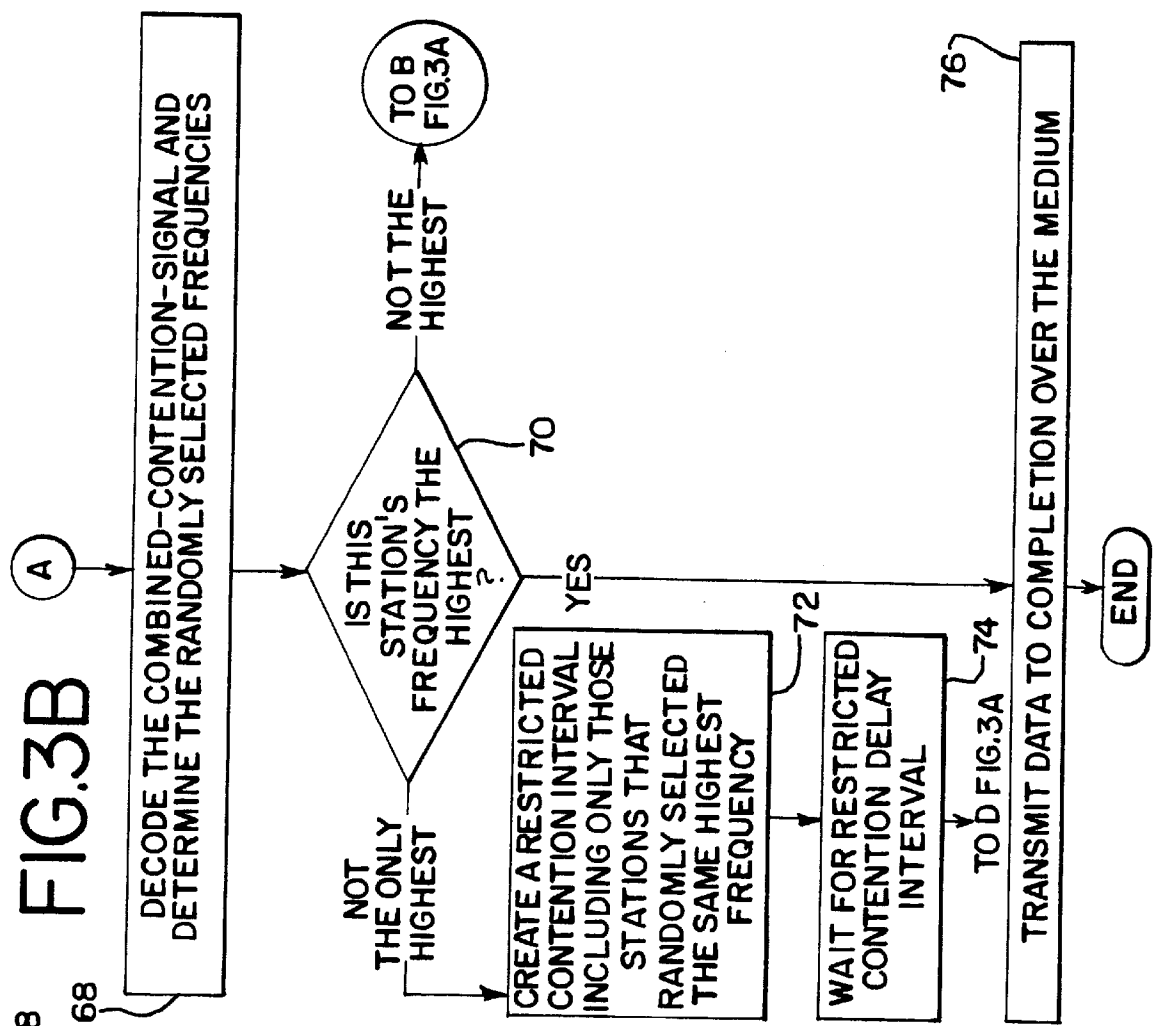 FIG.3B
A
8
68
DECODE THE COMBINED-CONTENTION-SIGNAL AND
DETERMINE THE RANDOMLY SELECTED FREQUENCIES
IS THIS
STATION'S
FREQUENCY THE
HIGHEST
?
70
NOT THE
HIGHEST
TO B
FIG.3A
NOT
THE ONLY
HIGHEST
YES
CREATE A RESTRICTED
CONTENTION INTERVAL
INCLUDING ONLY THOSE
STATIONS THAT
RANDOMLY SELECTED
THE SAME HIGHEST
FREQUENCY
72
WAIT FOR RESTRICTED
CONTENTION DELAY
INTERVAL
74
TO D FIG.3A
76
TRANSMIT DATA TO COMPLETION OVER THE MEDIUM
END